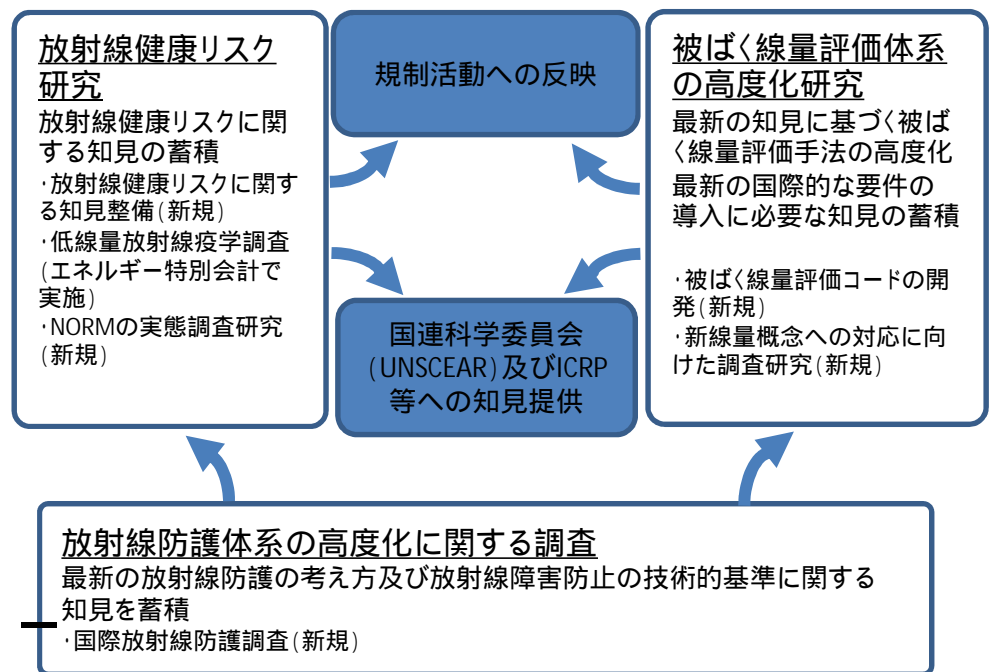 放射線健康リスク
研究
放射線健康リスクに関
する知見の蓄積
・放射線健康リスクに関す
る知見整備(新規)
・低線量放射線疫学調査
(エネルギー特別会計で
実施)
・NORMの実態調査研究
(新規)
規制活動への反映
国連科学委員会
(UNSCEAR)及びICRP
等への知見提供
被ばく線量評価体系
の高度化研究
最新の知見に基づく被ば
く線量評価手法の高度化
最新の国際的な要件の
導入に必要な知見の蓄積
・被ばく線量評価コードの開
発(新規)
・新線量概念への対応に向
けた調査研究(新規)
放射線防護体系の高度化に関する調査
最新の放射線防護の考え方及び放射線障害防止の技術的基準に関する
知見を蓄積
・国際放射線防護調査(新規)